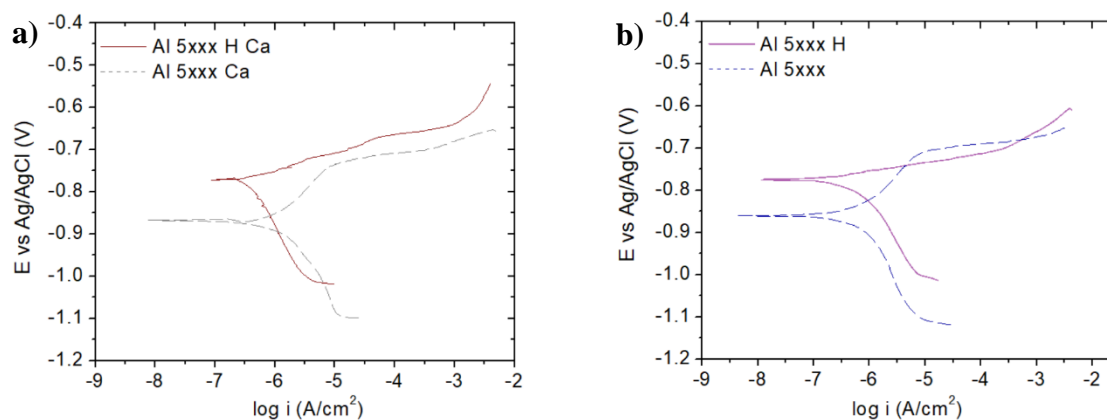 a)
Al 5xxx H Ca
Al 5xxx Ca
E vs Ag/AgCl (V)
-0.4
-0.5
-0.6
-0.7
-0.8
-0.9
-1.0
-1.1
-1.2
-9 -8 -7 -6 -5 -4 -3 -2
log i (A/cm²)
b)
Al 5xxx H
Al 5xxx
E vs Ag/AgCl (V)
-0.4
-0.5
-0.6
-0.7
-0.8
-0.9
-1.0
-1.1
-1.2
-9 -8 -7 -6 -5 -4 -3 -2
log i (A/cm²)